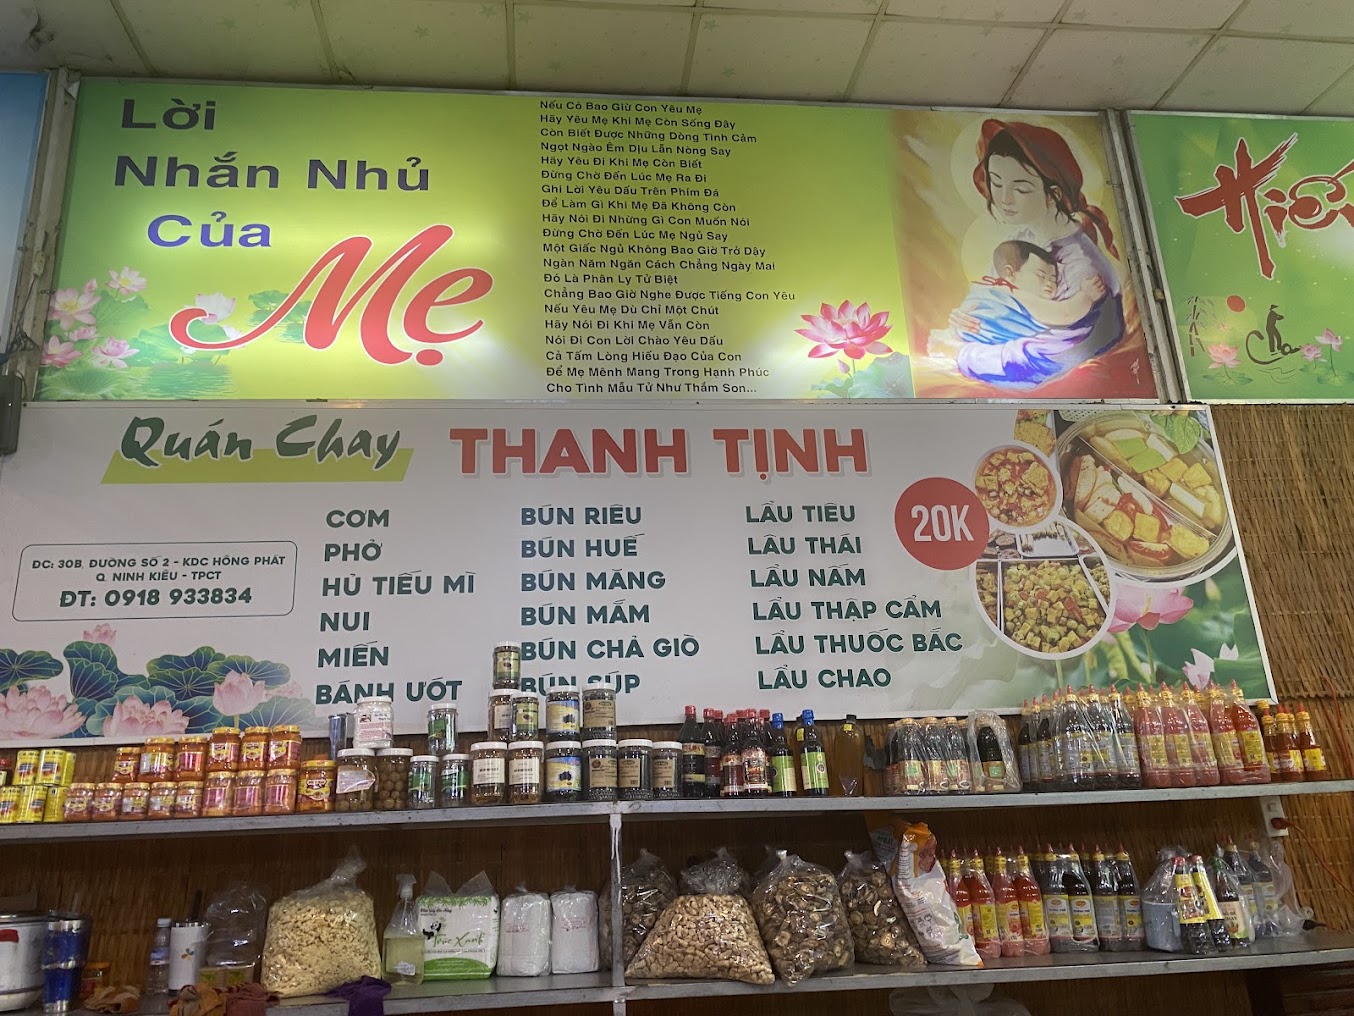 Lời
Nhắn Nhủ
Của
Mẹ
Nếu Có Bao Giờ Con Yêu Mẹ
Hãy Yêu Mẹ Khi Mẹ Còn Sống Đây
Còn Biết Được Những Dòng Tình Cảm
Ngọt Ngào Êm Dịu Lẫn Nồng Say
Hãy Yêu Đi Khi Mẹ Còn Biết
Đừng Chờ Đến Lúc Mẹ Ra Đi
Ghi Lời Yêu Dấu Trên Phím Đá
Để Làm Gì Khi Mẹ Đã Không Còn
Hãy Nói Đi Những Gì Con Muốn Nói
Đừng Chờ Đến Lúc Mẹ Ngủ Say
Một Giấc Ngủ Không Bao Giờ Trở Dậy
Ngàn Năm Ngăn Cách Chẳng Ngày Mai
Đó Là Phân Ly Tử Biệt
Chẳng Bao Giờ Nghe Được Tiếng Con Yêu
Nếu Yêu Mẹ Dù Chỉ Một Chút
Hãy Nói Đi Khi Mẹ Vẫn Còn
Nói Đi Con Lời Chào Yêu Dấu
Cả Tấm Lòng Hiếu Đạo Của Con
Để Mẹ Mênh Mang Trong Hạnh Phúc
Cho Tình Mẫu Tử Như Thắm Son...
Quán Chay THANH TỊNH
ĐC: 30B, ĐƯỜNG SỐ 2 - KDC HỒNG PHÁT
Q. NINH KIỀU - TPCT
ĐT: 0918 933834
CƠM
PHỞ
HỦ TIẾU MÌ
NUI
MIẾN
BÁNH ƯỚT
BÚN RIÊU
BÚN HUẾ
BÚN MĂNG
BÚN MẮM
BÚN CHẢ GIÒ
BÚN SÚP
LẨU TIÊU
LẨU THÁI
LẨU NẤM
LẨU THẬP CẨM
LẨU THUỐC BẮC
LẨU CHAO
20K
Trúc Xanh